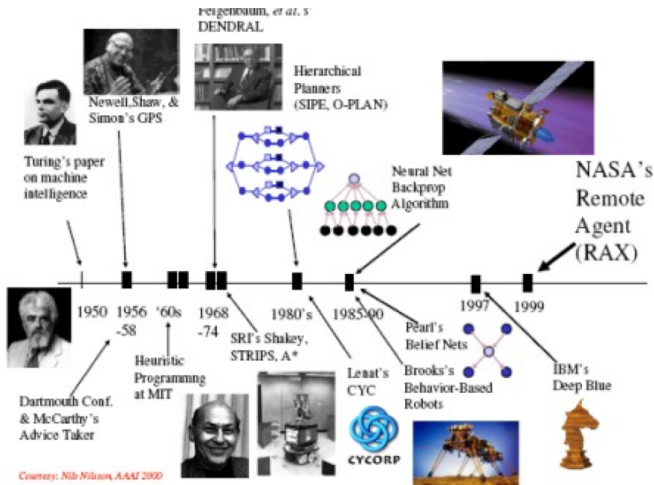 Feigenbaum, et al.s'
DENDRAL
Newell,Shaw, &
Simon's GPS
Hierarchical
Planners
(SIPE, O-PLAN)
Turing's paper
on machine
intelligence
Neural Net
Backprop
Algorithm
NASA's
Remote
Agent
(RAX)
1950
1956
-58
'60s
1968
-74
1980's
1985-90
1997
1999
Dartmouth Conf.
& McCarthy's
Advice Taker
Heuristic
Programmng
at MIT
SRI's Shakey,
STRIPS, A*
Lenat's
CYC
CYCORP
Pearl's
Belief Nets
Brooks's
Behavior-Based
Robots
IBM's
Deep Blue
Courtesy: Nils Nilsson, AAAI 2000